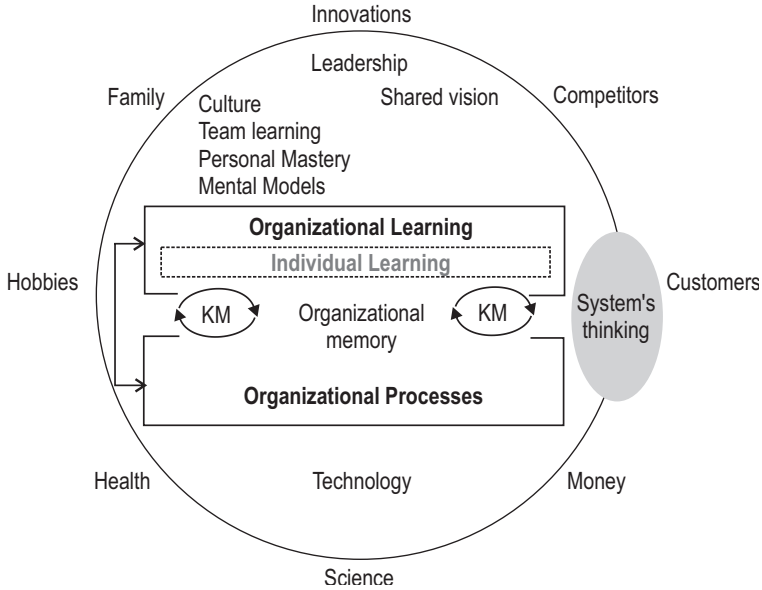 Innovations
Leadership
Family
Culture
Shared vision
Competitors
Team learning
Personal Mastery
Mental Models
Organizational Learning
Individual Learning
Hobbies
KM
Organizational
memory
KM
System's
thinking
Customers
Organizational Processes
Health
Technology
Money
Science